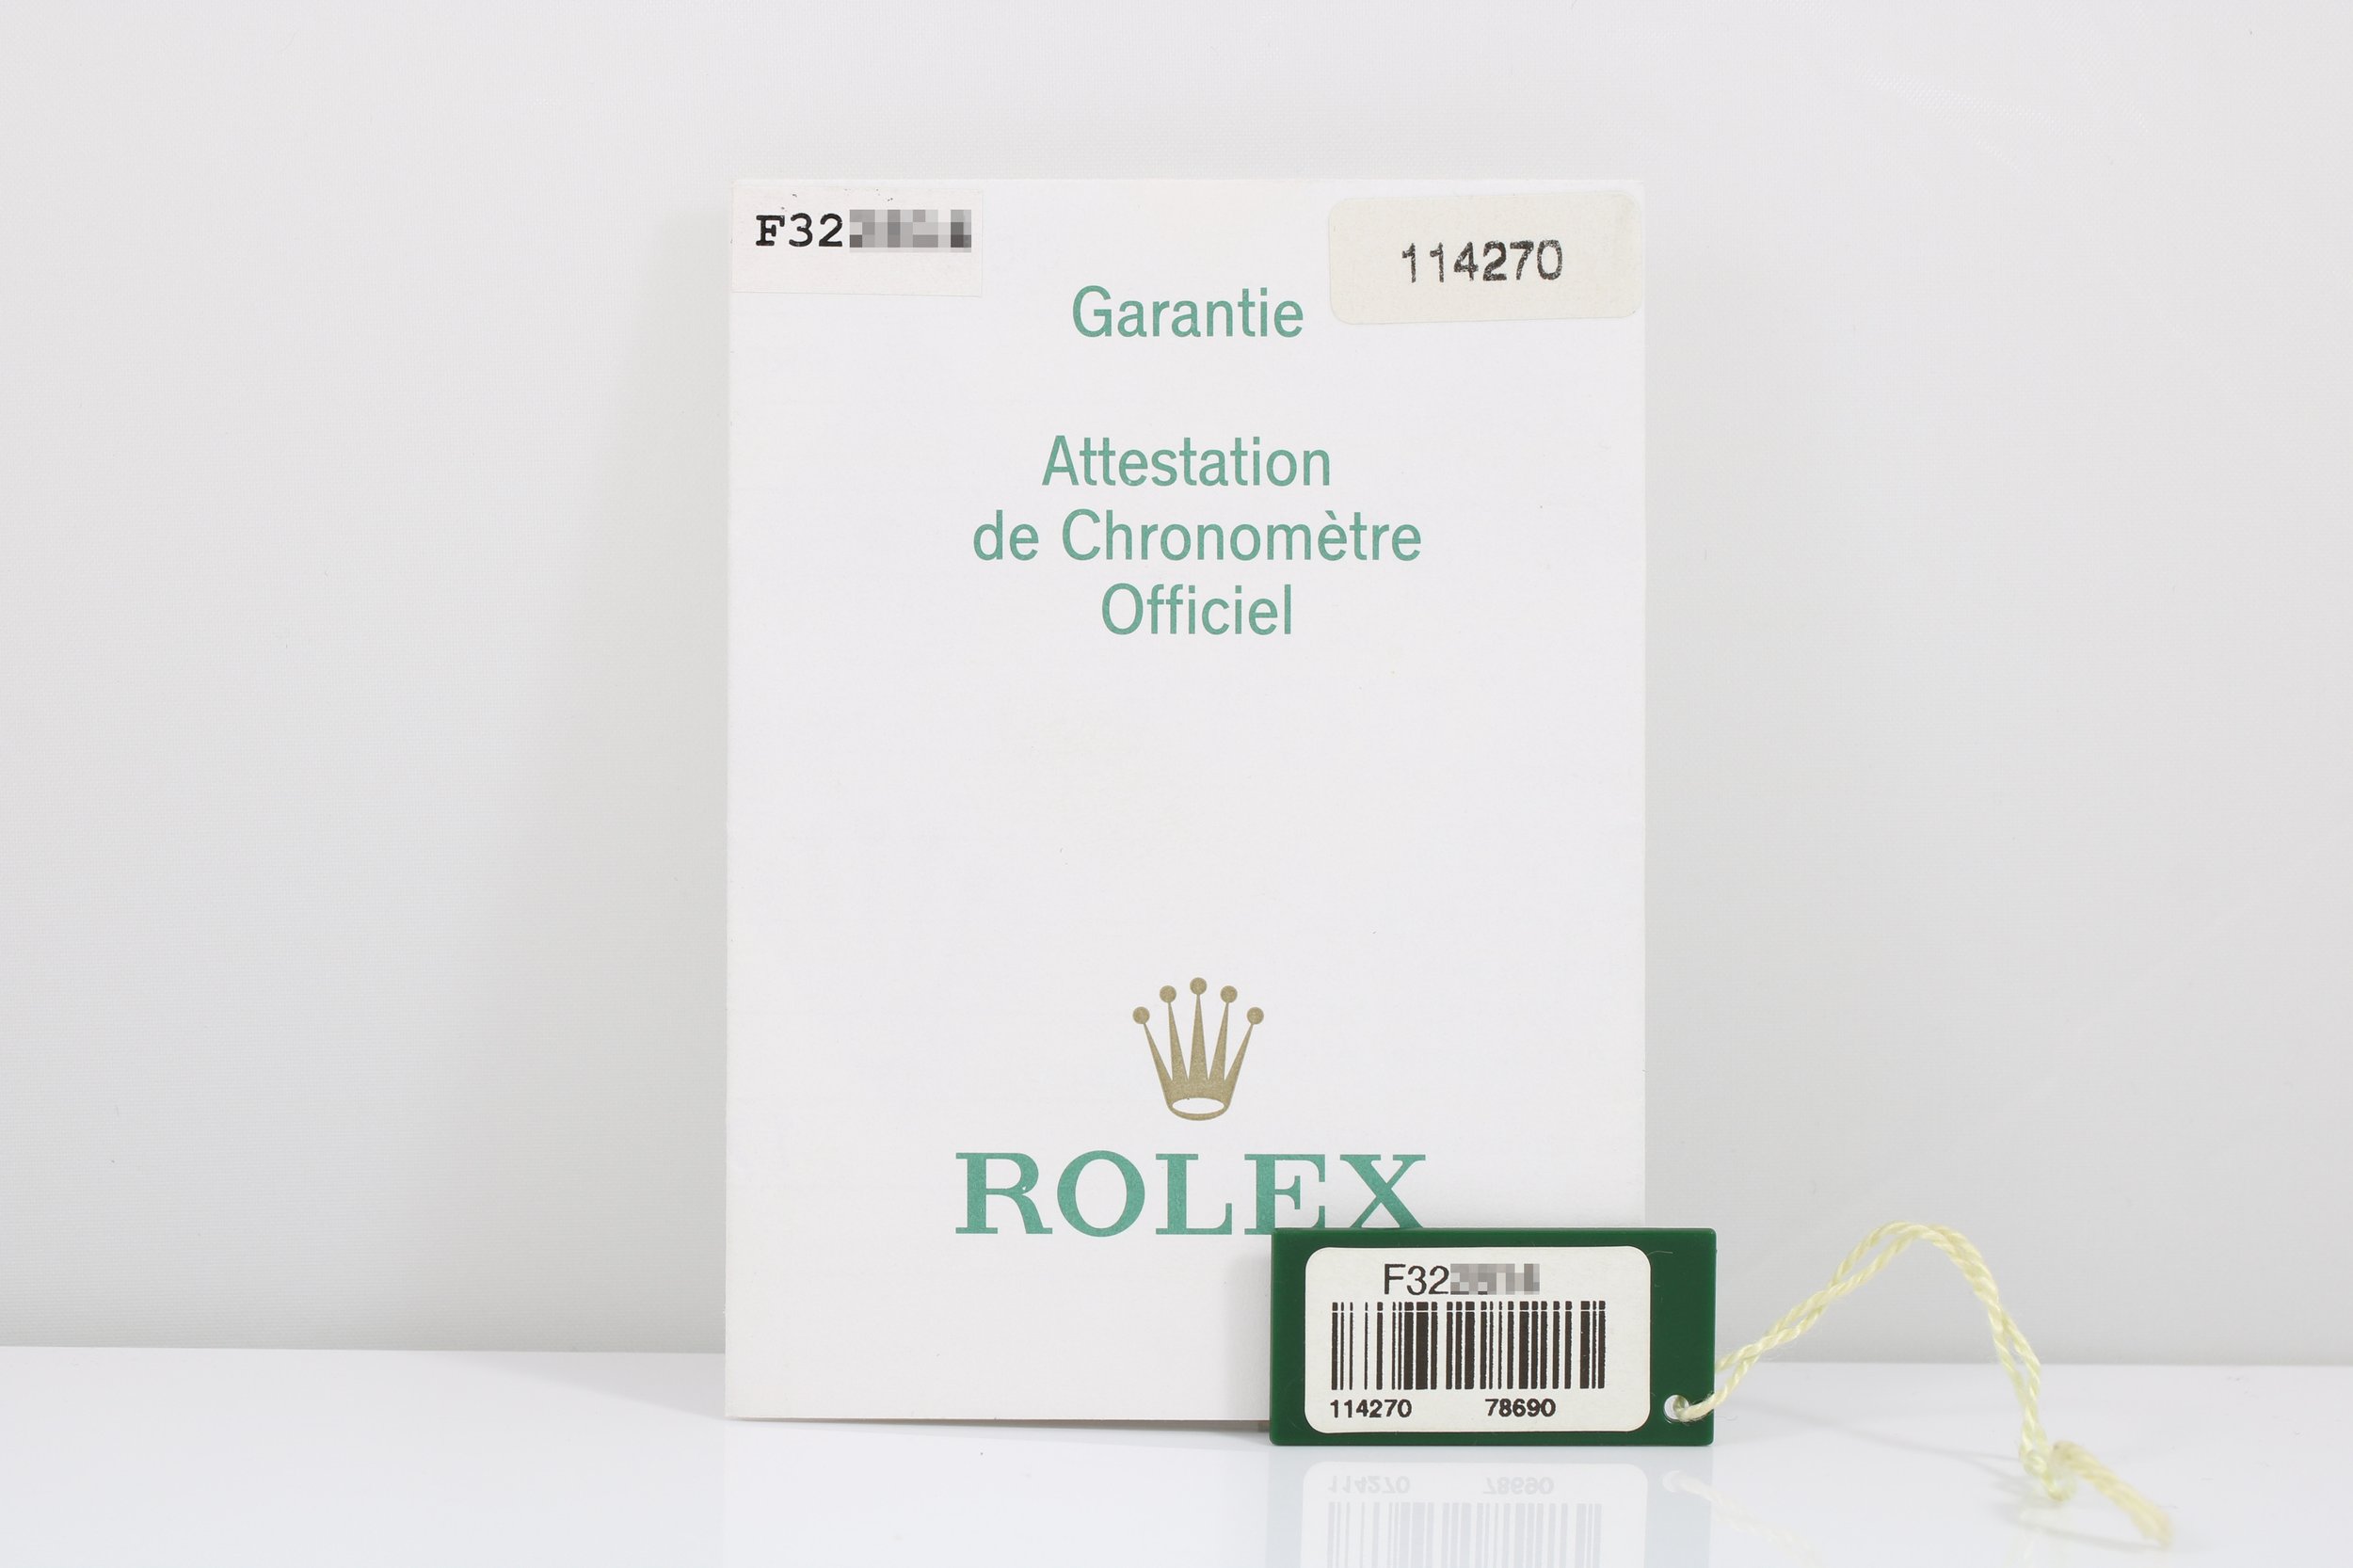 F32
114270
Garantie
Attestation
de Chronomètre
Officiel
ROLEX
F32
114270 78690